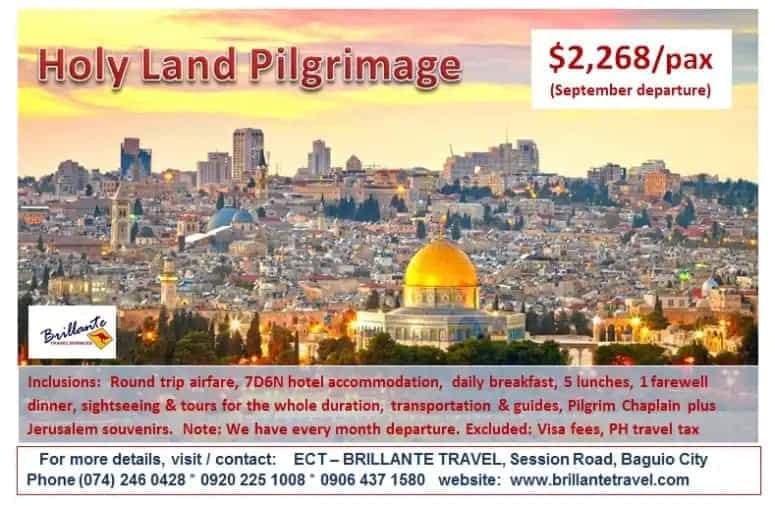 Holy Land Pilgrimage
$2,268/pax
(September departure)
Brillante
TRAVEL SERVICES
Inclusions: Round trip airfare, 7D6N hotel accommodation, daily breakfast, 5 lunches, 1 farewell
dinner, sightseeing & tours for the whole duration, transportation & guides, Pilgrim Chaplain plus
Jerusalem souvenirs. Note: We have every month departure. Excluded: Visa fees, PH travel tax
For more details, visit / contact: ECT – BRILLANTE TRAVEL, Session Road, Baguio City
Phone (074) 246 0428 * 0920 225 1008 * 0906 437 1580 website: www.brillantetravel.com